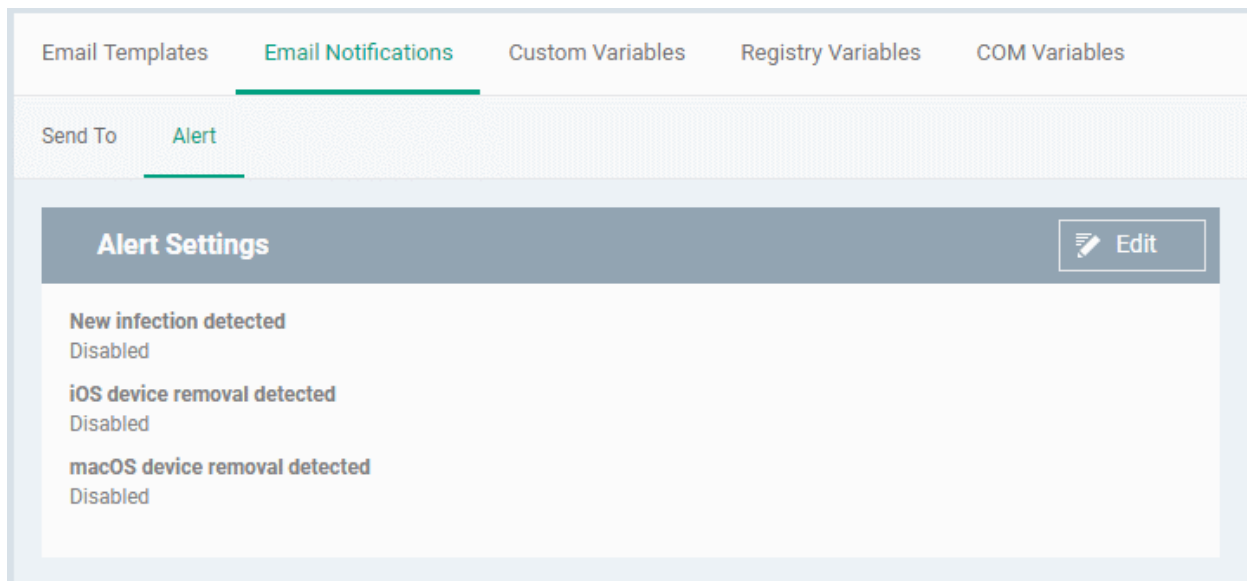 Email Templates Email Notifications Custom Variables Registry Variables COM Variables
Send To Alert
Alert Settings Edit
New infection detected
Disabled
iOS device removal detected
Disabled
macOS device removal detected
Disabled